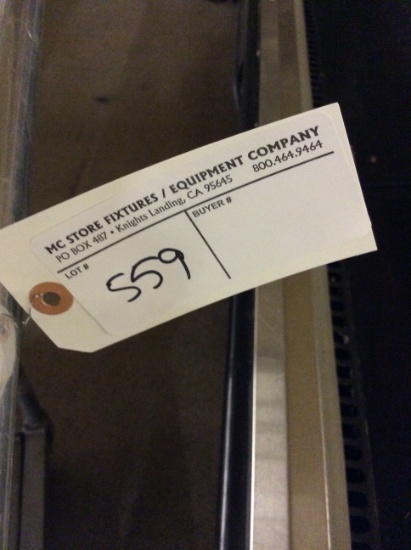 MC STORE FIXTURES / EQUIPMENT COMPANY
PO BOX 487 • Knights Landing, CA 95645 800.464.9464
LOT # BUYER #
559